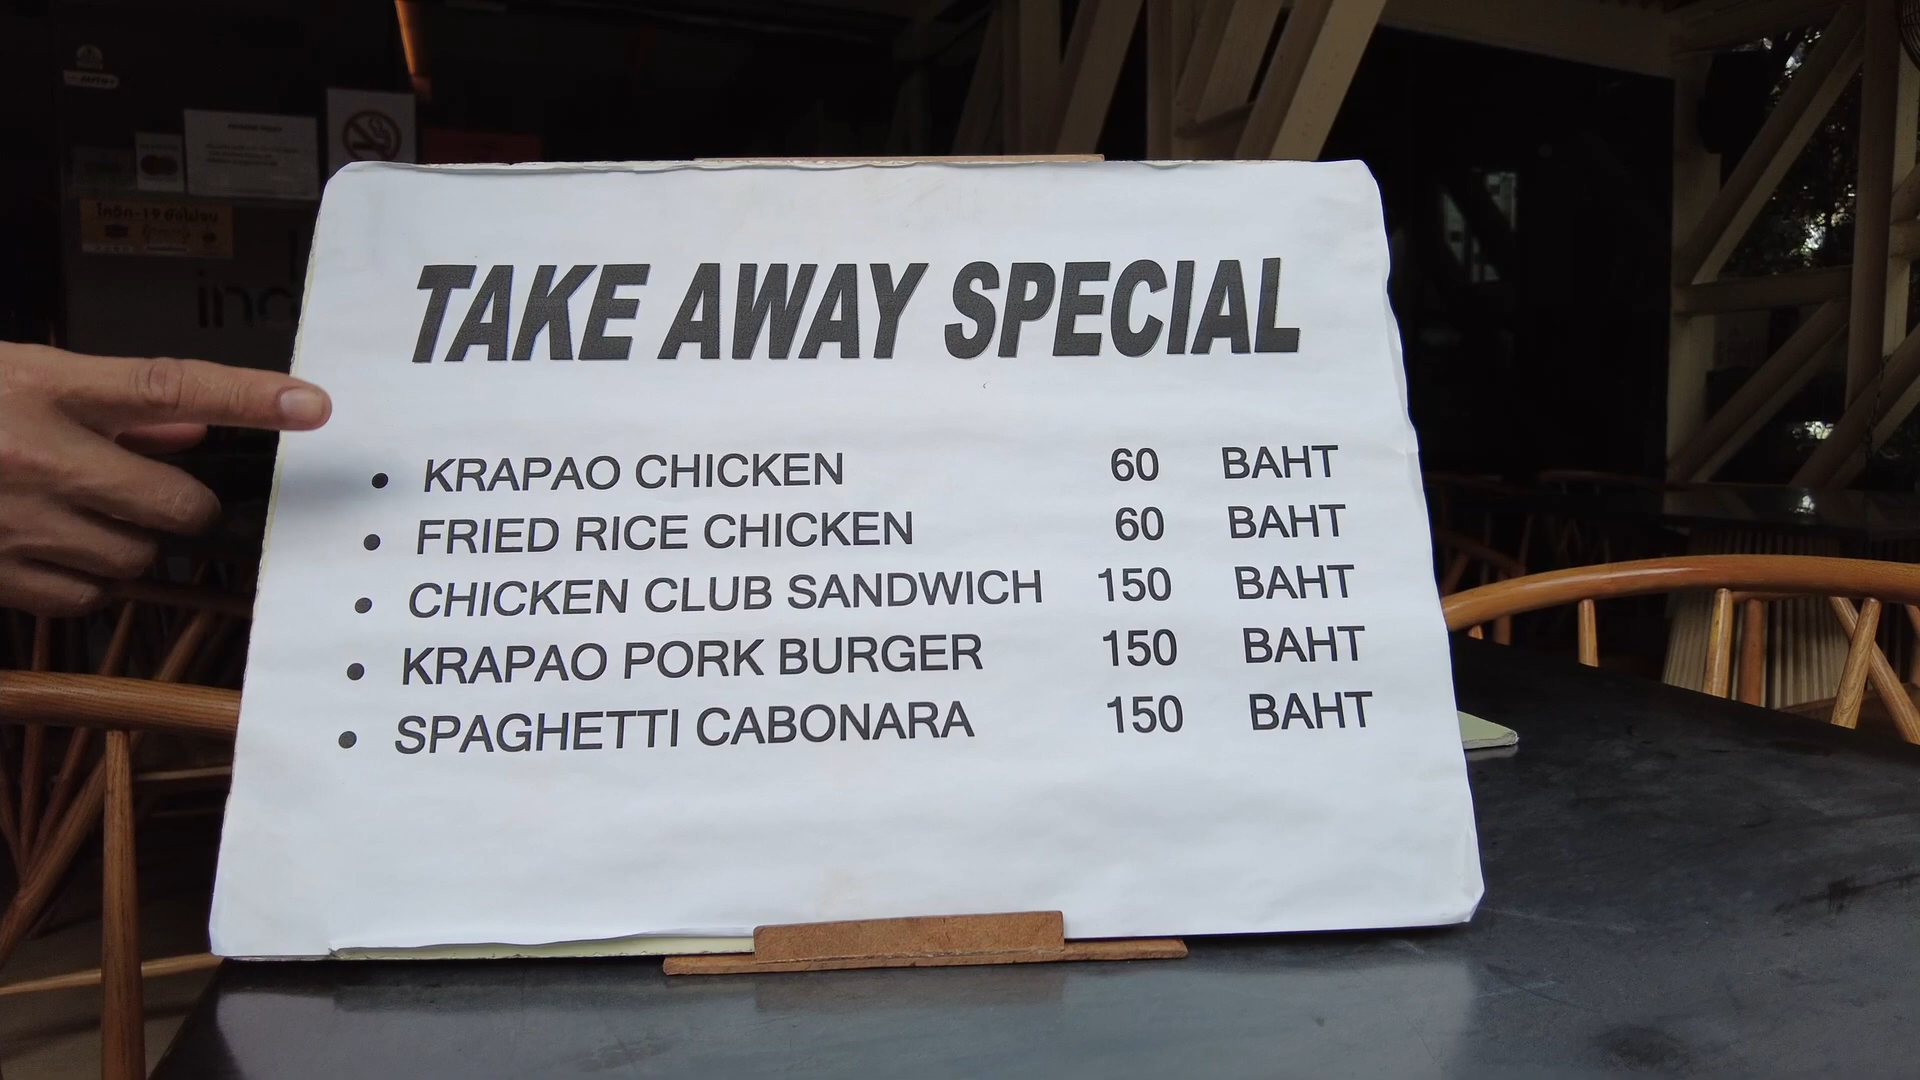 TAKE AWAY SPECIAL
• KRAPAO CHICKEN 60 BAHT
• FRIED RICE CHICKEN 60 BAHT
• CHICKEN CLUB SANDWICH 150 BAHT
• KRAPAO PORK BURGER 150 BAHT
• SPAGHETTI CABONARA 150 BAHT